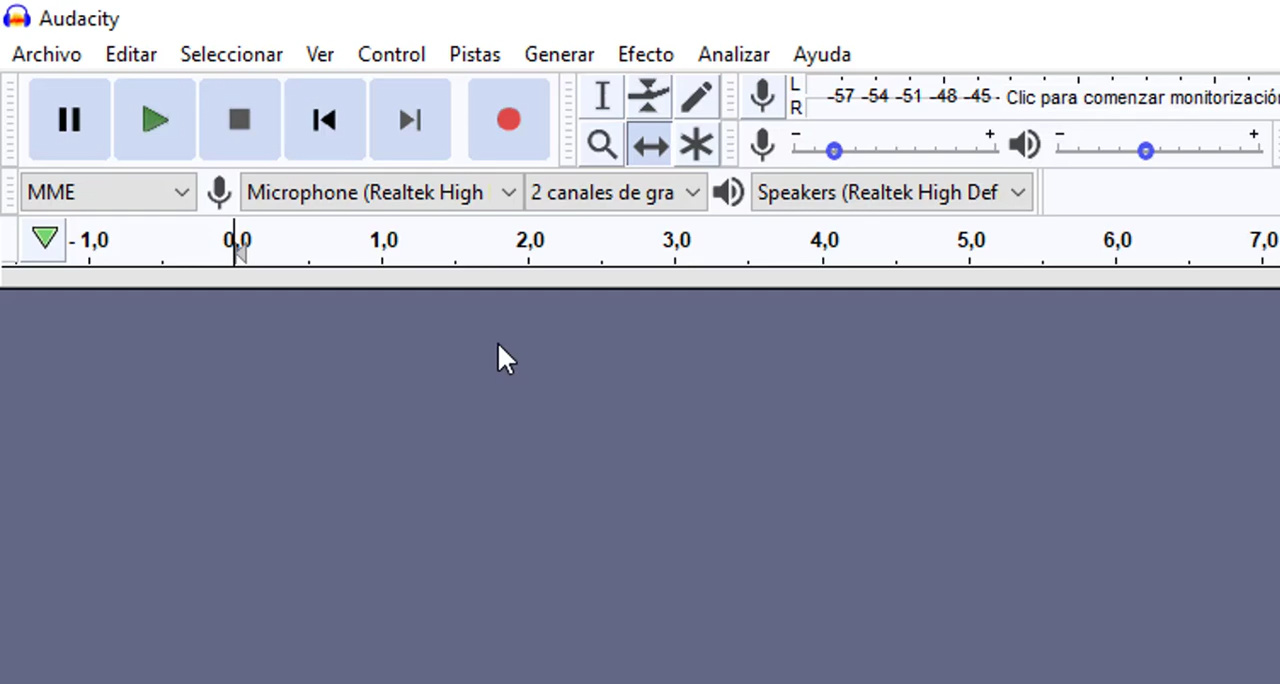 Audacity
Archivo Editar Seleccionar Ver Control Pistas Generar Efecto Analizar Ayuda
L
R
-57 -54 -51 -48 -45 - Clic para comenzar monitorizació
- + - +
MME Microphone (Realtek High 2 canales de gra Speakers (Realtek High Def
- 1,0 0,0 1,0 2,0 3,0 4,0 5,0 6,0 7,0